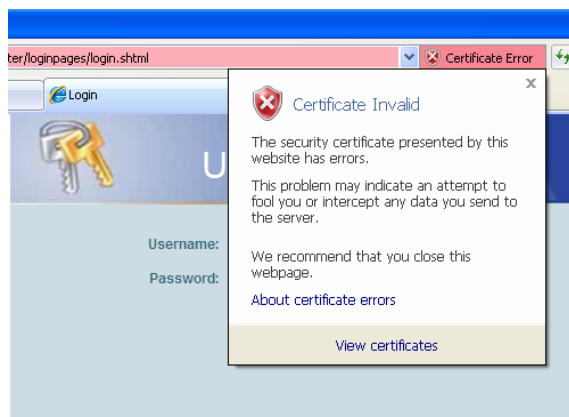 ter/loginpages/login.shtml
Certificate Error
Login
x
Certificate Invalid
U
The security certificate presented by this
website has errors.
This problem may indicate an attempt to
fool you or intercept any data you send to
the server.
Username:
We recommend that you close this
webpage.
Password:
About certificate errors
View certificates